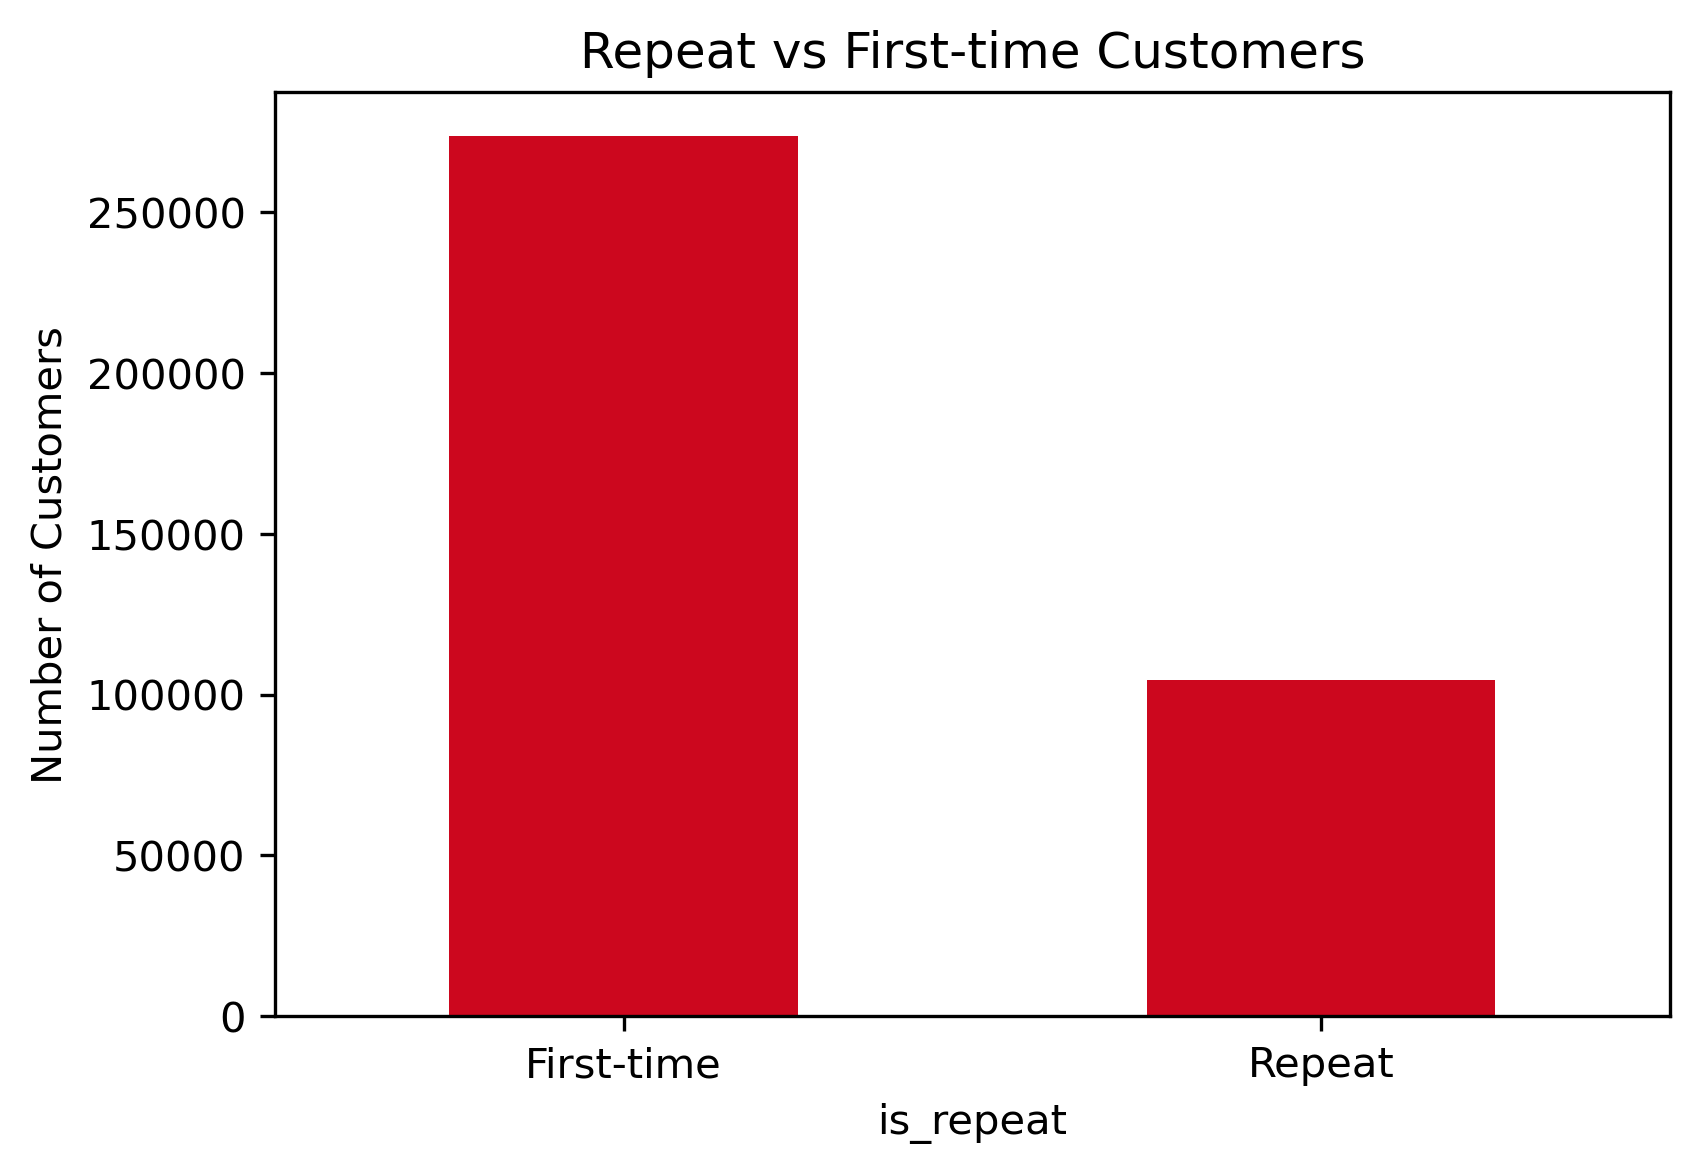 Repeat vs First-time Customers
Number of Customers
250000
200000
150000
100000
50000
0
First-time
Repeat
is_repeat